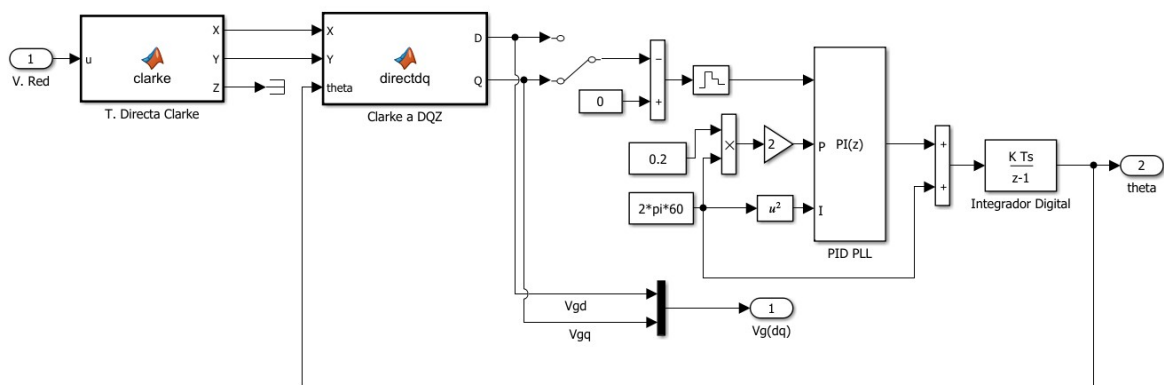 1
V. Red
u
clarke
X
Y
Z
T. Directa Clarke
X
Y
theta
directdq
D
Q
Clarke a DQZ
0
−
+
0.2
2*pi*60
×
2
u²
P
I
PI(z)
PID PLL
+
+
K Ts
z-1
Integrador Digital
2
theta
Vgd
Vgq
1
Vg(dq)